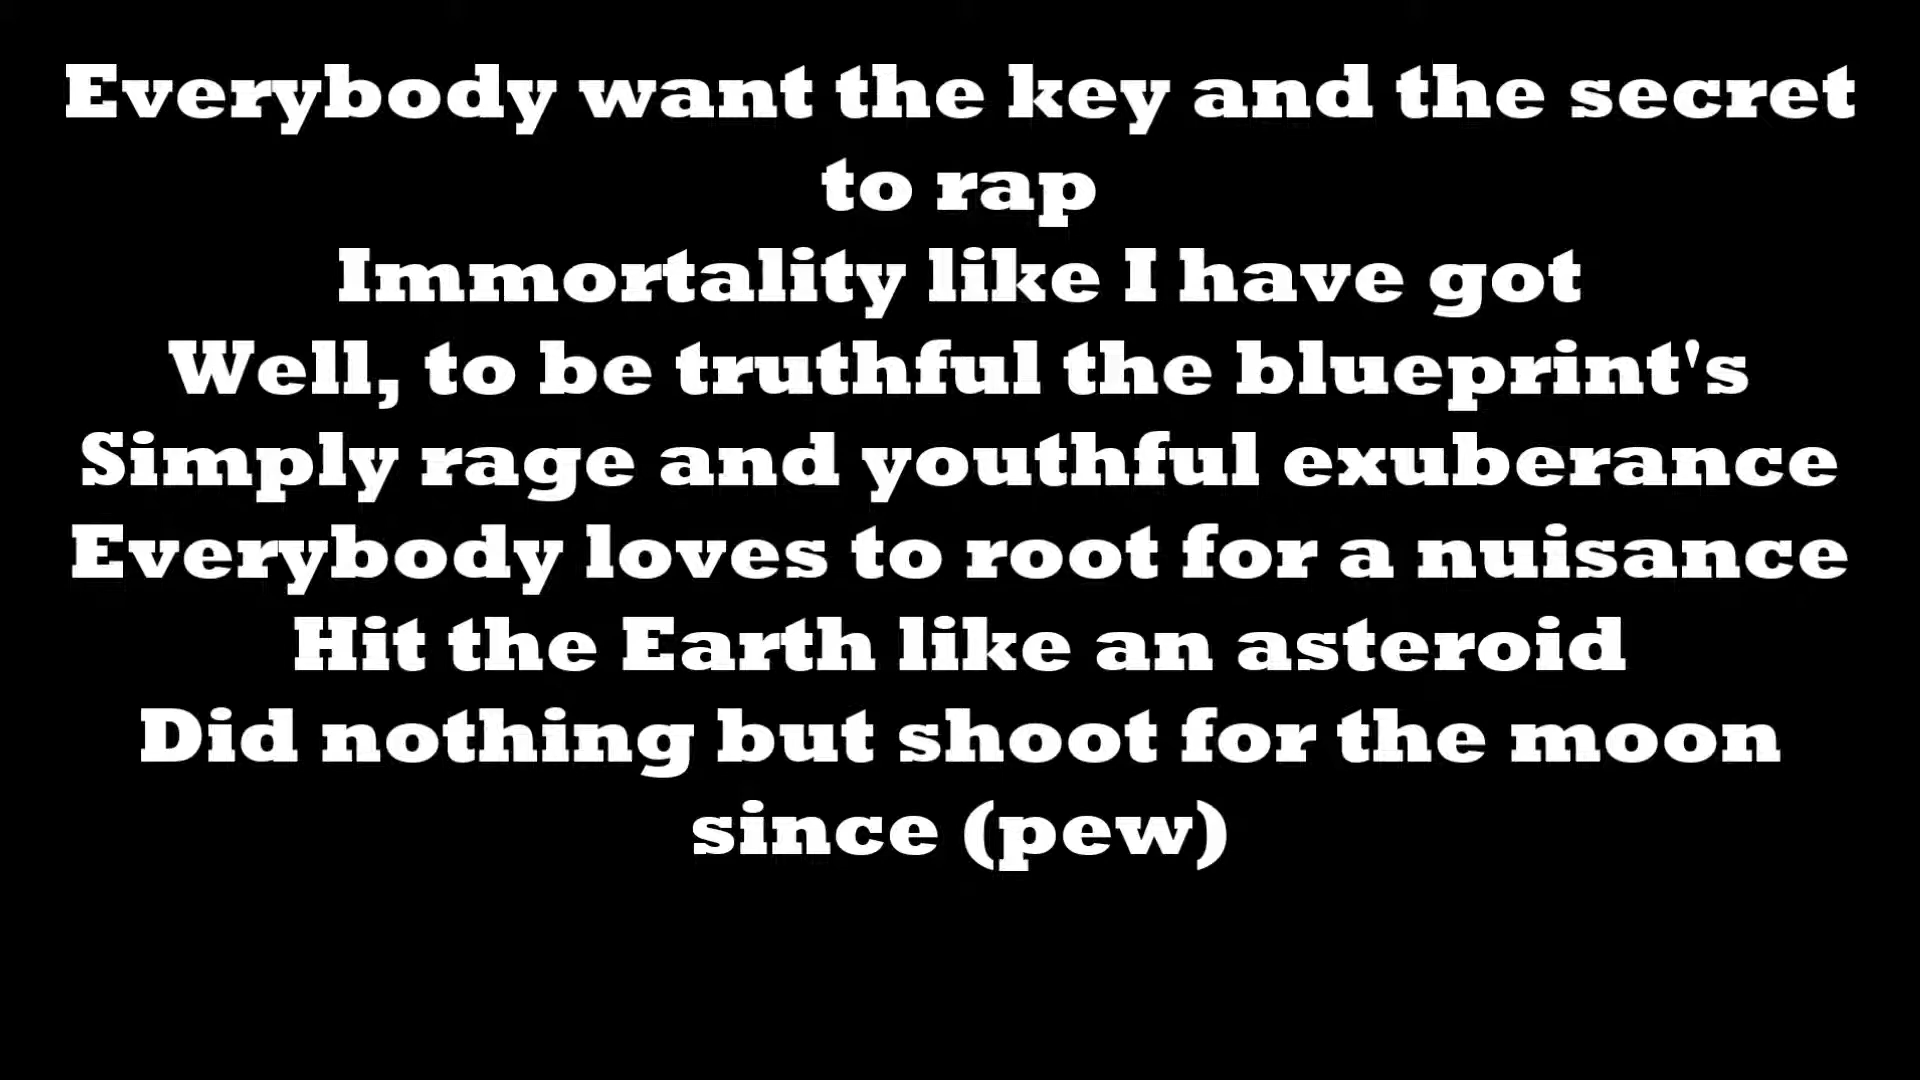 Everybody want the key and the secret
to rap
Immortality like I have got
Well, to be truthful the blueprint's
Simply rage and youthful exuberance
Everybody loves to root for a nuisance
Hit the Earth like an asteroid
Did nothing but shoot for the moon
since (pew)